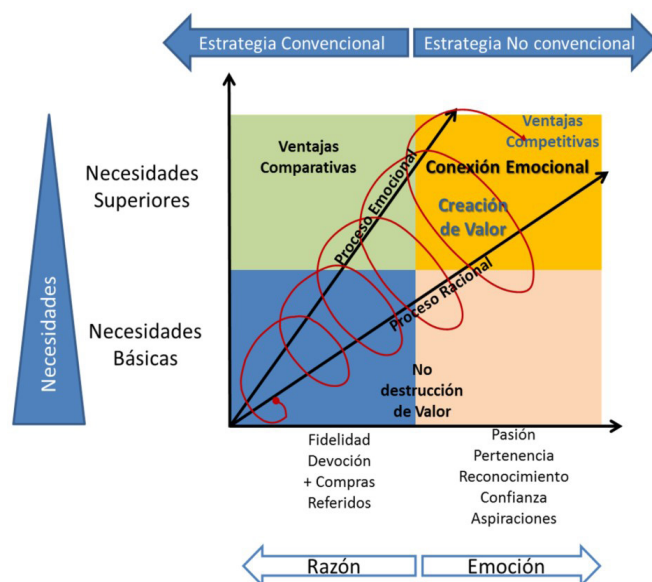 Estrategia Convencional
Estrategia No convencional
Ventajas
Comparativas
Ventajas
Competitivas
Conexión Emocional
Creación
de Valor
Proceso Emocional
Proceso Racional
Necesidades
Superiores
Necesidades
Básicas
Necesidades
No
destrucción
de Valor
Fidelidad
Devoción
+ Compras
Referidos
Pasión
Pertenencia
Reconocimiento
Confianza
Aspiraciones
Razón
Emoción